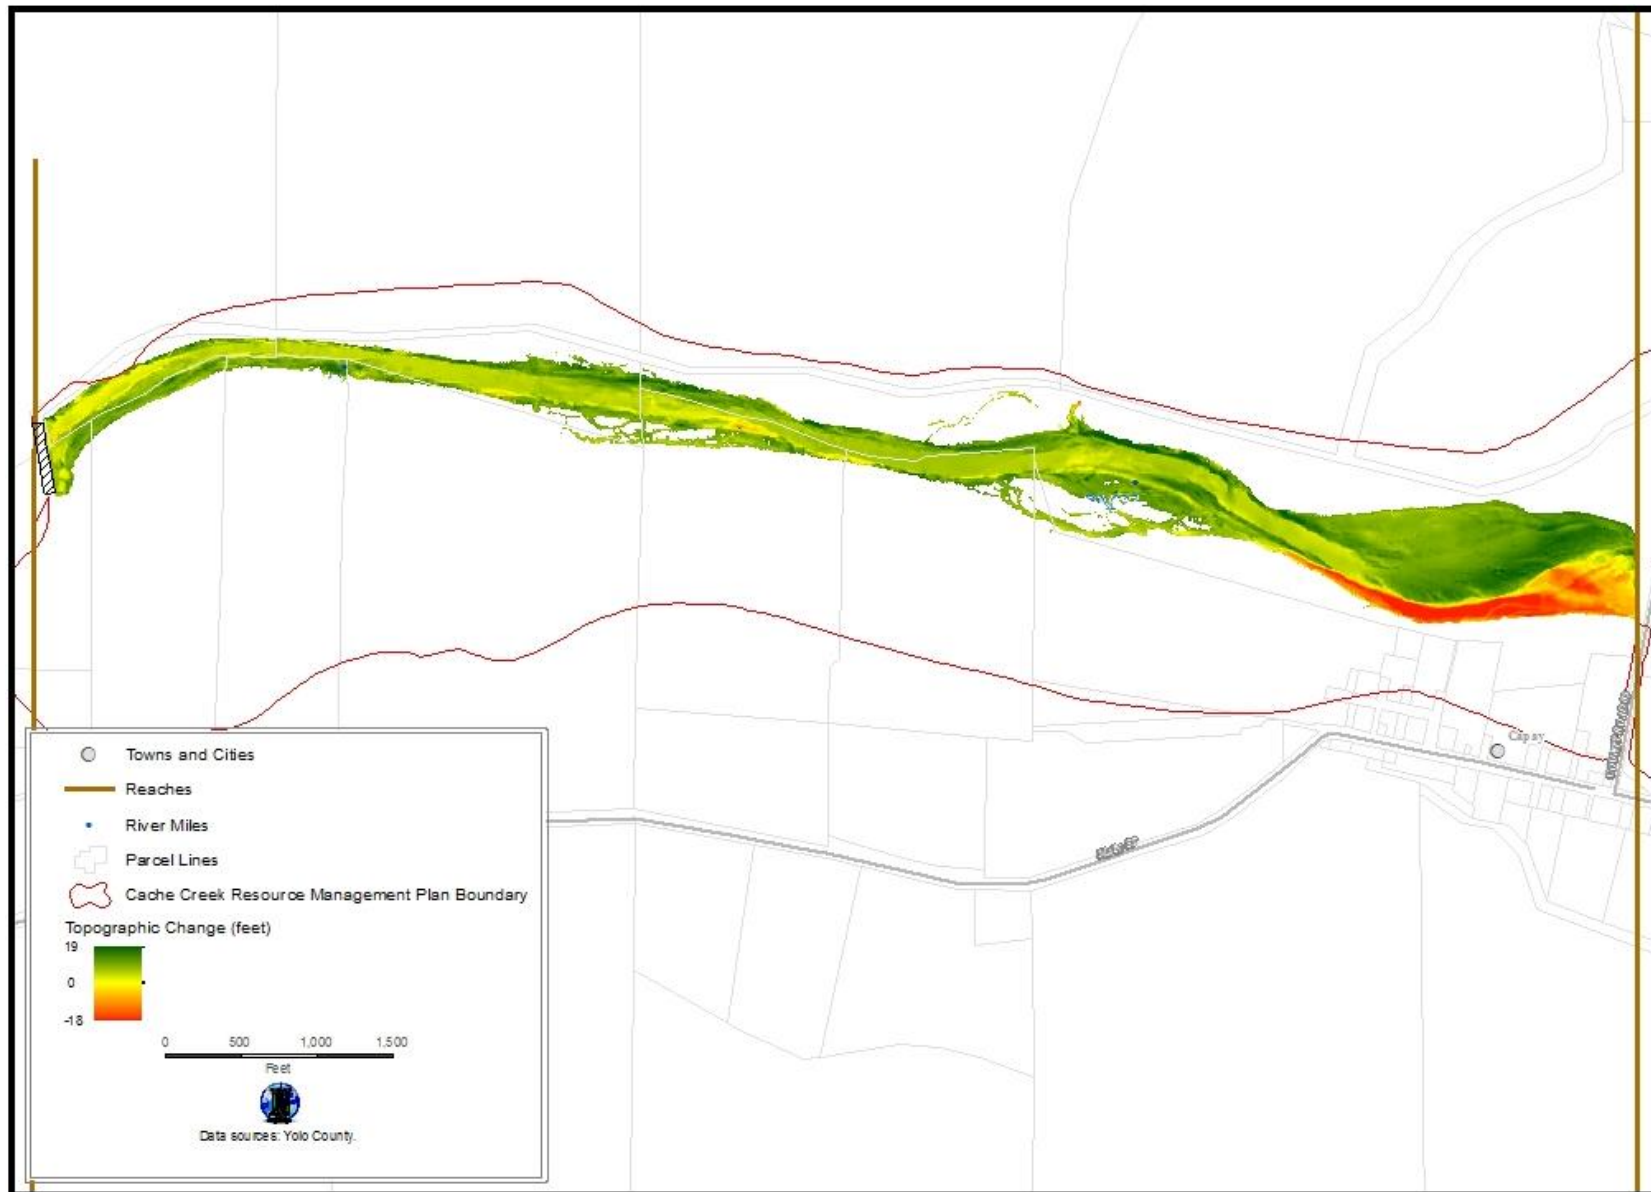 Capay
Towns and Cities
Reaches
River Miles
Parcel Lines
Cache Creek Resource Management Plan Boundary
Topographic Change (feet)
19
0
-18
0 500 1,000 1,500
Feet
Data sources: Yolo County.